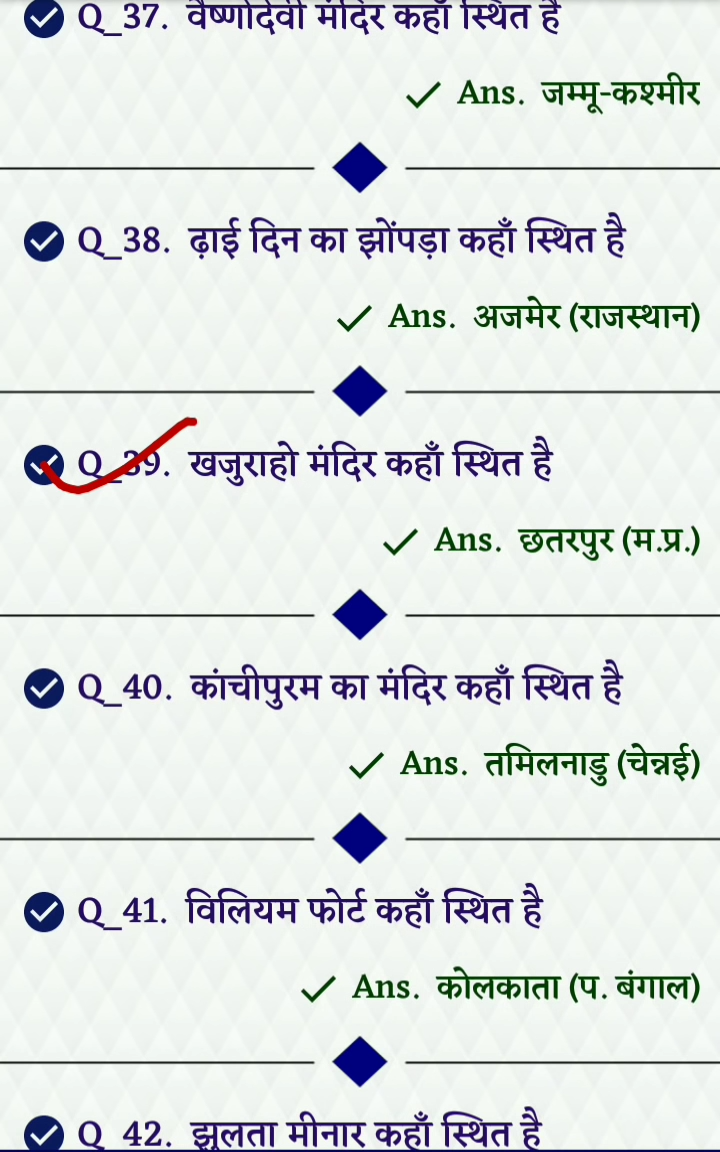 Q_37. वैष्णोदेवी मंदिर कहाँ स्थित है
Ans. जम्मू-कश्मीर
Q_38. ढ़ाई दिन का झोंपड़ा कहाँ स्थित है
Ans. अजमेर (राजस्थान)
Q_39. खजुराहो मंदिर कहाँ स्थित है
Ans. छतरपुर (म.प्र.)
Q_40. कांचीपुरम का मंदिर कहाँ स्थित है
Ans. तमिलनाडु (चेन्नई)
Q_41. विलियम फोर्ट कहाँ स्थित है
Ans. कोलकाता (प. बंगाल)
Q_42. झूलता मीनार कहाँ स्थित है